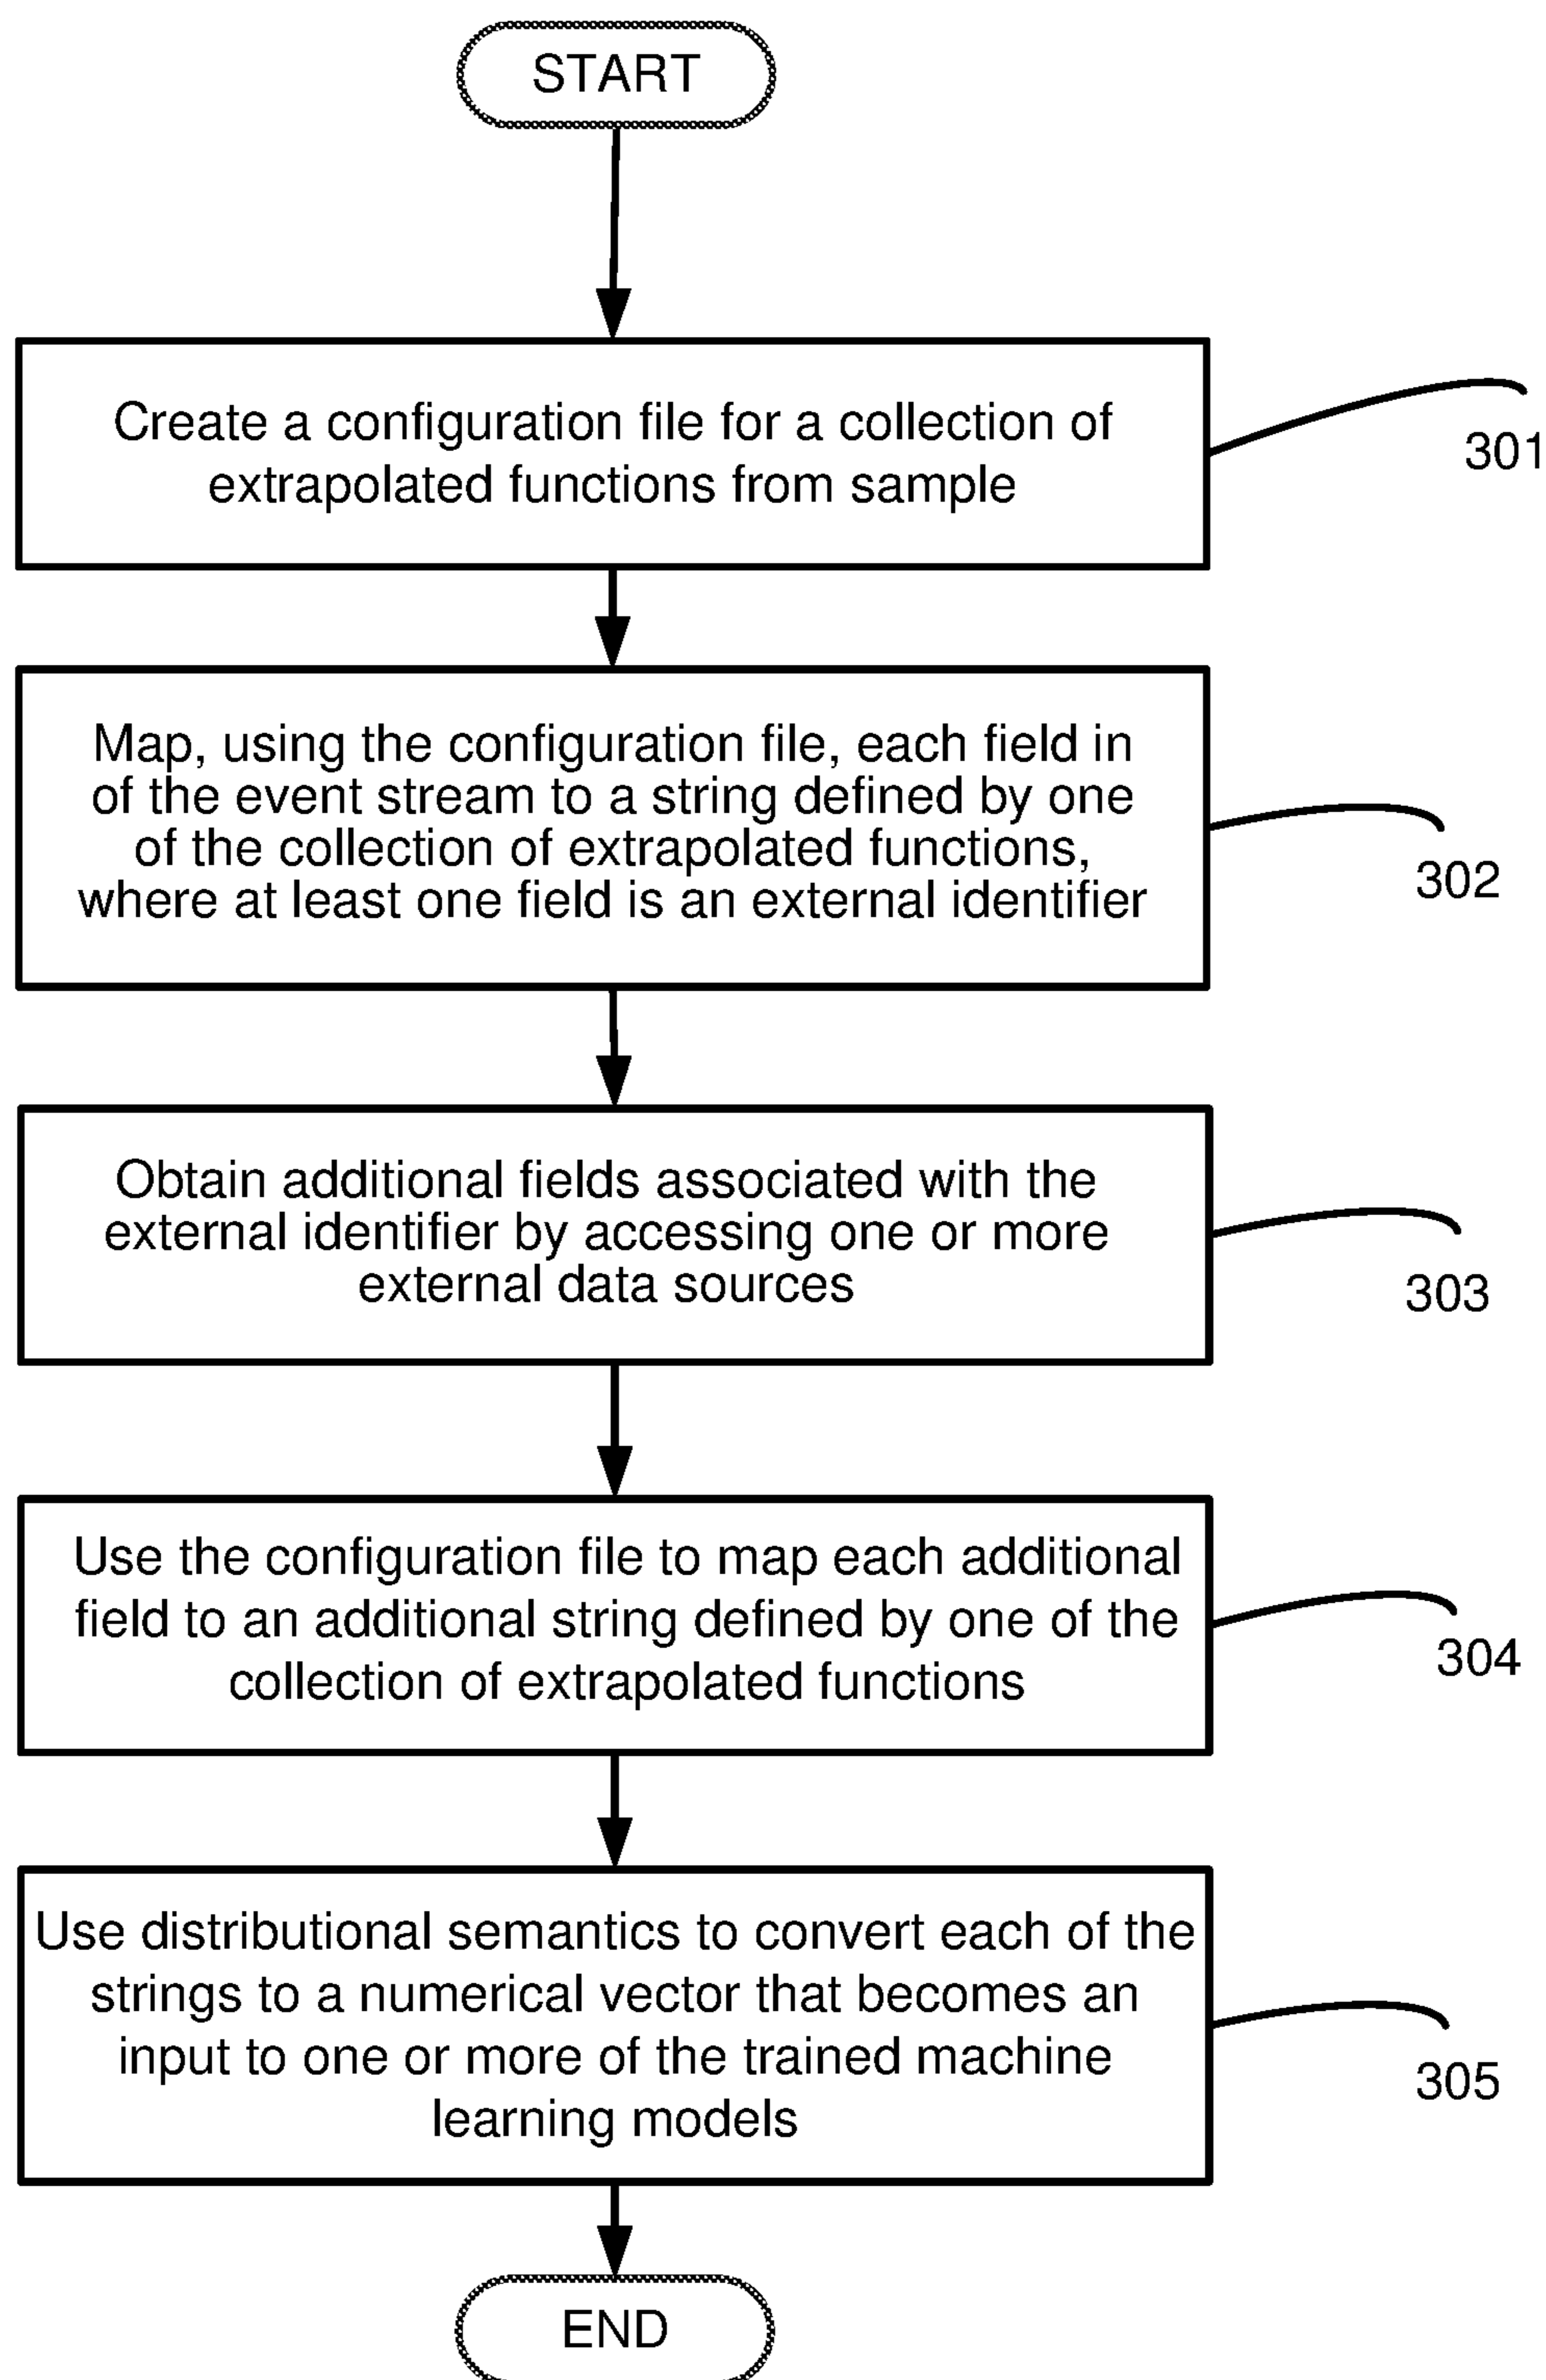 START
Create a configuration file for a collection of
extrapolated functions from sample
301
Map, using the configuration file, each field in
of the event stream to a string defined by one
of the collection of extrapolated functions,
where at least one field is an external identifier
302
Obtain additional fields associated with the
external identifier by accessing one or more
external data sources
303
Use the configuration file to map each additional
field to an additional string defined by one of the
collection of extrapolated functions
304
Use distributional semantics to convert each of the
strings to a numerical vector that becomes an
input to one or more of the trained machine
learning models
305
END